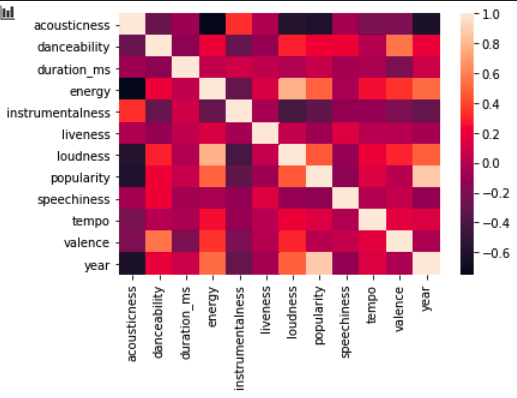 acousticness
danceability
duration_ms
energy
instrumentalness
liveness
loudness
popularity
speechiness
tempo
valence
year
acousticness
danceability
duration_ms
energy
instrumentalness
liveness
loudness
popularity
speechiness
tempo
valence
year
1.0
0.8
0.6
0.4
0.2
0.0
−0.2
−0.4
−0.6